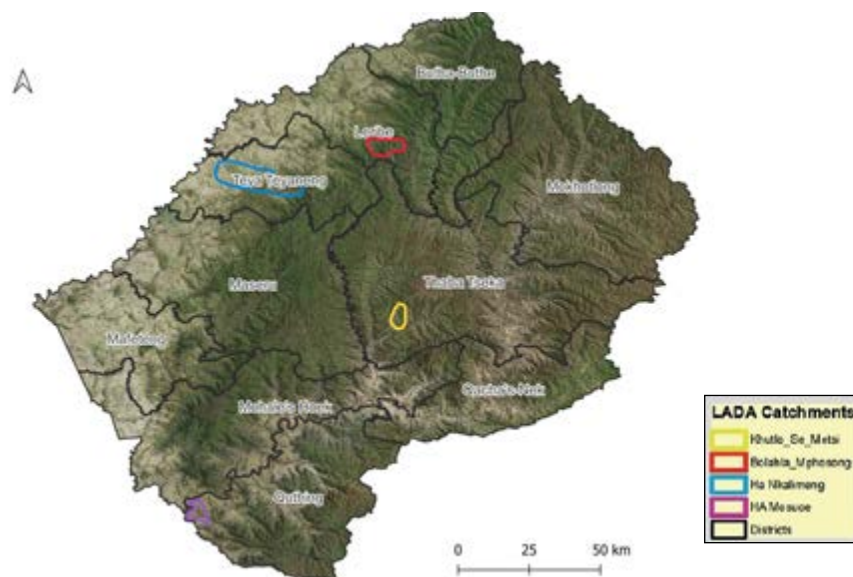 Butha-Buthe
Leribe
Teya Teyaneng
Mokhotlong
Maseru
Thaba Tseka
Mafeteng
Qacha's-Nek
Mohale's Hoek
Quthing
0 25 50 km
LADA Catchments
Khutlo_Se_Metsi
Bolahla_Mphosong
Ha Nkalimeng
HA Mosuoe
Districts